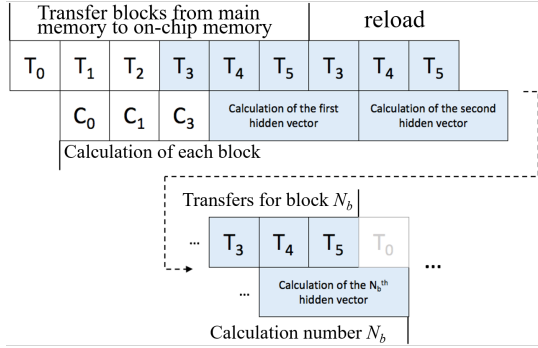 Transfer blocks from main
memory to on-chip memory
reload
T0 T1 T2 T3 T4 T5 T3 T4 T5
C0 C1 C3 Calculation of the first
hidden vector Calculation of the second
hidden vector
Calculation of each block
Transfers for block Nb
... T3 T4 T5 T0 ...
... Calculation of the Nbth
hidden vector
Calculation number Nb